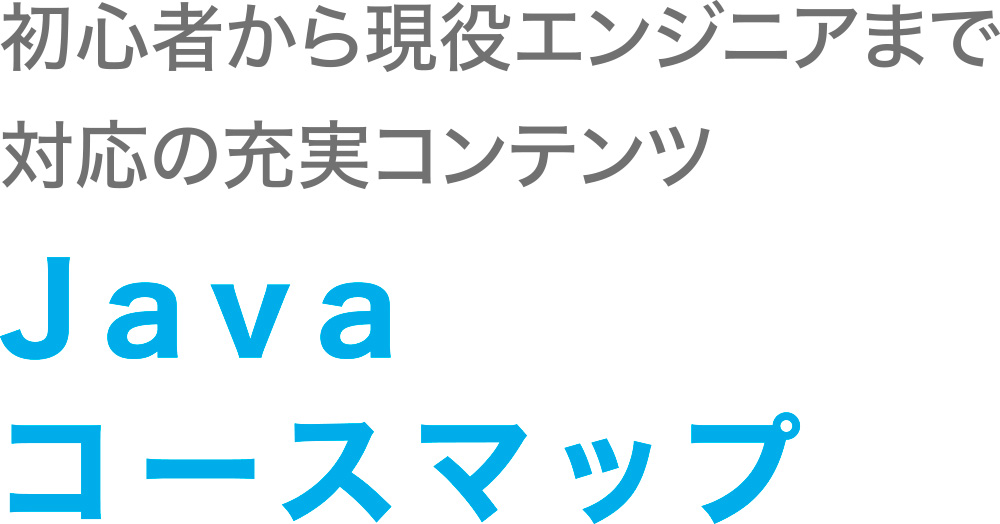 初心者から現役エンジニアまで
対応の充実コンテンツ
Java
コースマップ